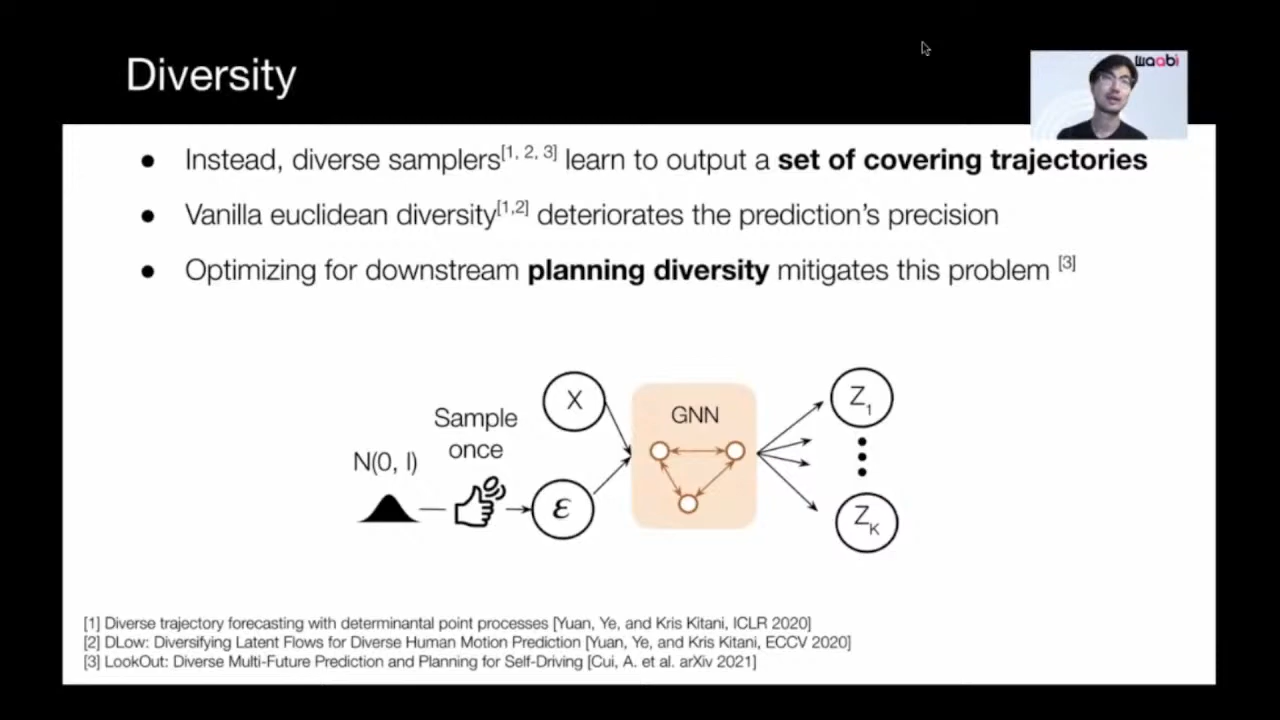 Diversity
waabi
● Instead, diverse samplers[1, 2, 3] learn to output a set of covering trajectories
● Vanilla euclidean diversity[1,2] deteriorates the prediction's precision
● Optimizing for downstream planning diversity mitigates this problem [3]
X
GNN
Z1
Sample
once
N(0, I)
ε
ZK
[1] Diverse trajectory forecasting with determinantal point processes [Yuan, Ye, and Kris Kitani, ICLR 2020]
[2] DLow: Diversifying Latent Flows for Diverse Human Motion Prediction [Yuan, Ye, and Kris Kitani, ECCV 2020]
[3] LookOut: Diverse Multi-Future Prediction and Planning for Self-Driving [Cui, A. et al. arXiv 2021]